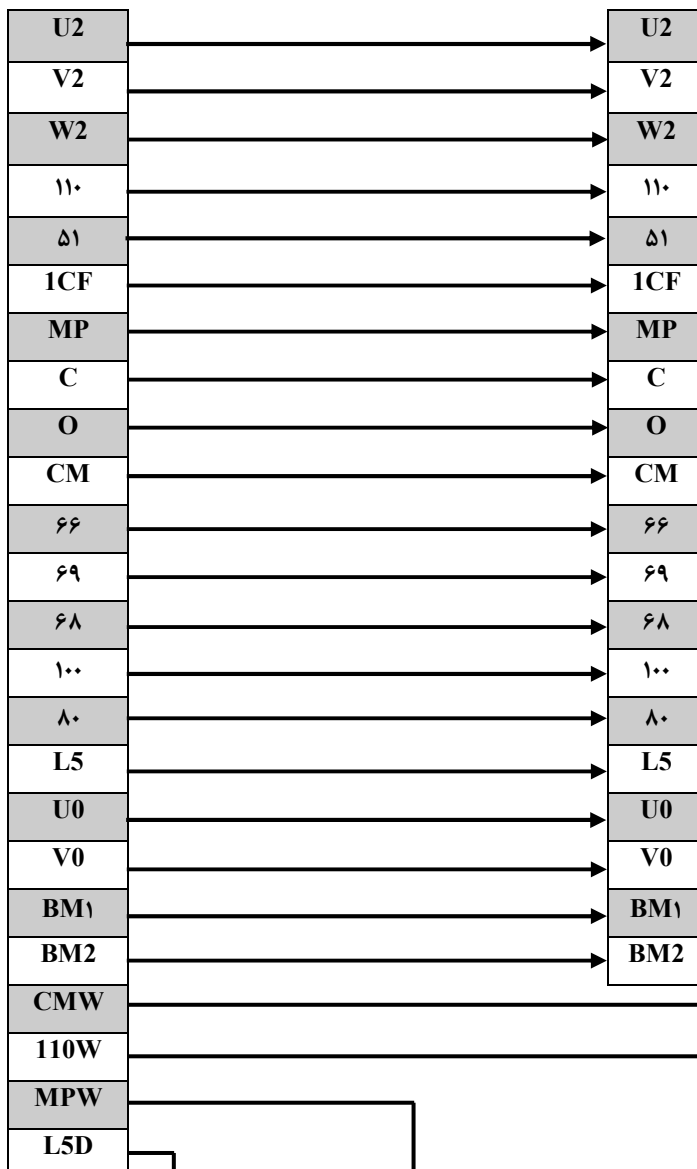 U2 U2
V2 V2
W2 W2
۱۱۰ ۱۱۰
۵۱ ۵۱
1CF 1CF
MP MP
C C
O O
CM CM
۶۶ ۶۶
۶۹ ۶۹
۶۸ ۶۸
۱۰۰ ۱۰۰
۸۰ ۸۰
L5 L5
U0 U0
V0 V0
BM۱ BM۱
BM2 BM2
CMW
110W
MPW
L5D